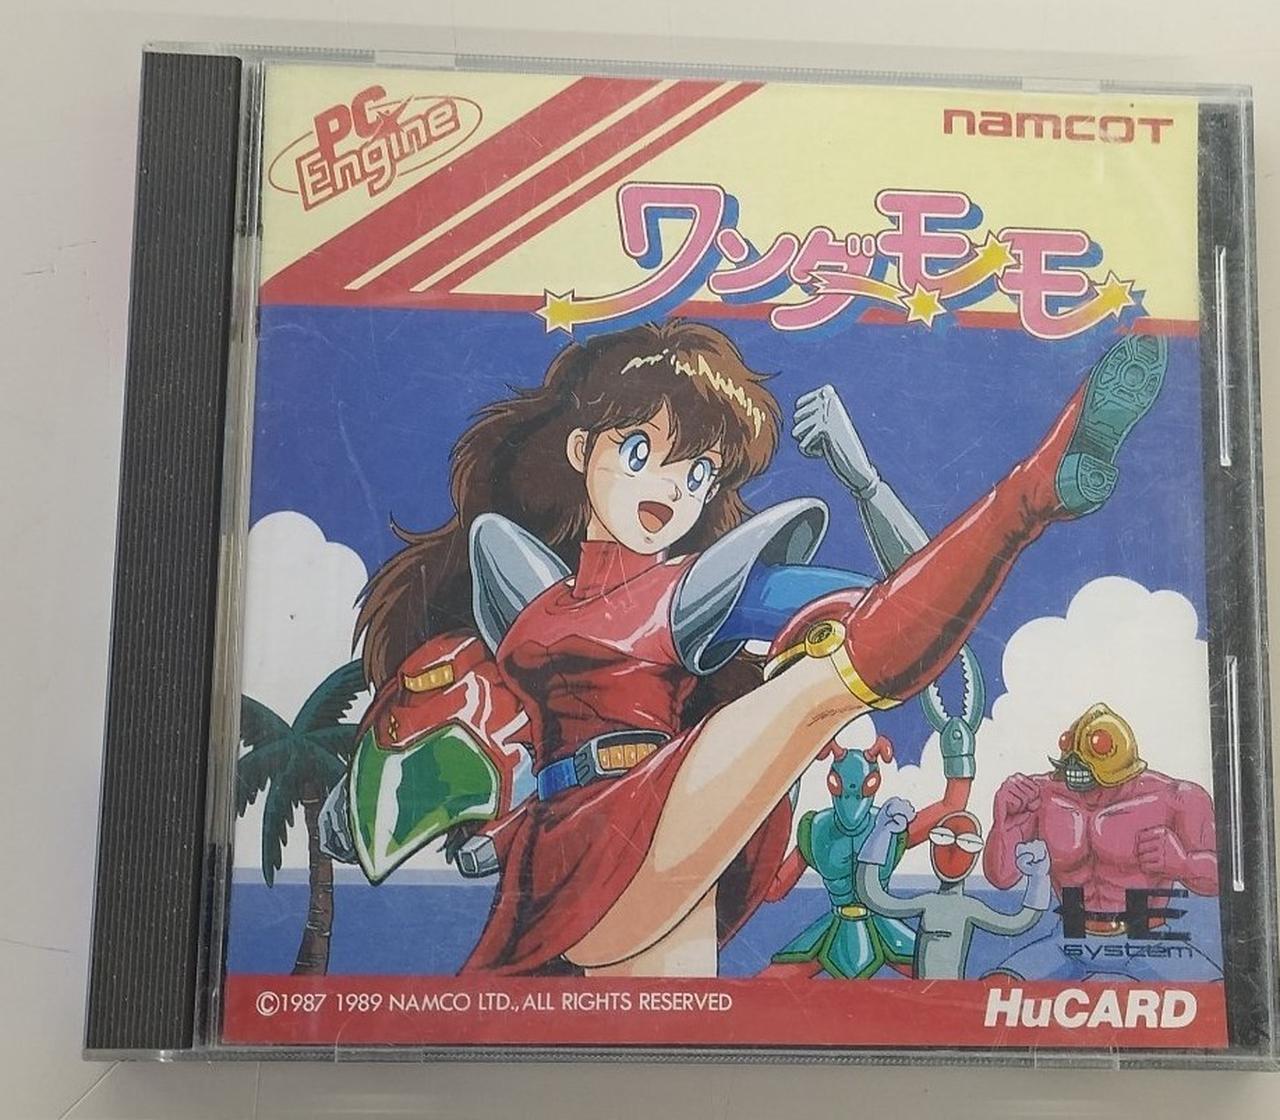 PC Engine
namcot
ワンダーモモ
HE system
©1987 1989 NAMCO LTD., ALL RIGHTS RESERVED
HuCARD